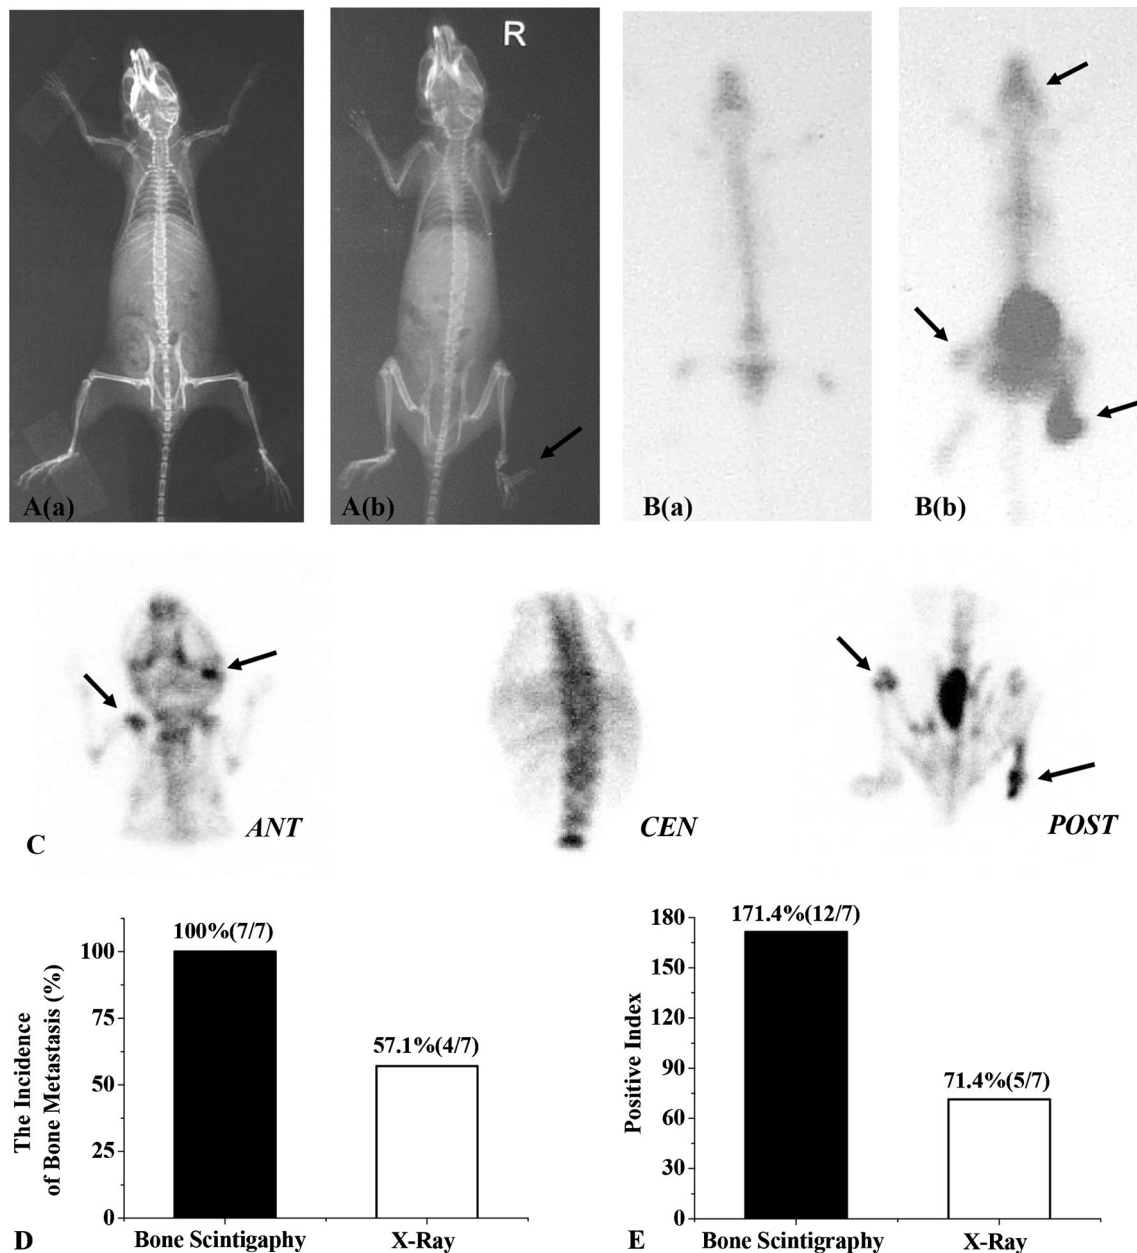 R
A(a)
A(b)
B(a)
B(b)
C
ANT
CEN
POST
The Incidence
of Bone Metastasis (%)
100
75
50
25
0
100%(7/7)
57.1%(4/7)
D
Bone Scintigaphy
X-Ray
Positive Index
180
150
120
90
60
30
0
171.4%(12/7)
71.4%(5/7)
E
Bone Scintigraphy
X-Ray